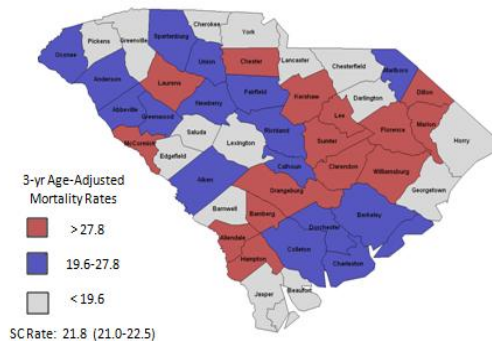 Cherokee
York
Spartanburg
Greenville
Pickens
Oconee
Union
Chester
Lancaster
Chesterfield
Marlboro
Anderson
Laurens
Dillon
Darlington
Kershaw
Fairfield
Newberry
Abbeville
Greenwood
Lee
Marion
Florence
Horry
Saluda
Richland
Sumter
McCormick
Lexington
Edgefield
Calhoun
Clarendon
Williamsburg
Georgetown
Aiken
Orangeburg
Barnwell
Bamberg
Berkeley
Dorchester
Allendale
Colleton
Charleston
Hampton
Jasper
Beaufort
3-yr Age-Adjusted
Mortality Rates
> 27.8
19.6-27.8
< 19.6
SC Rate: 21.8 (21.0-22.5)